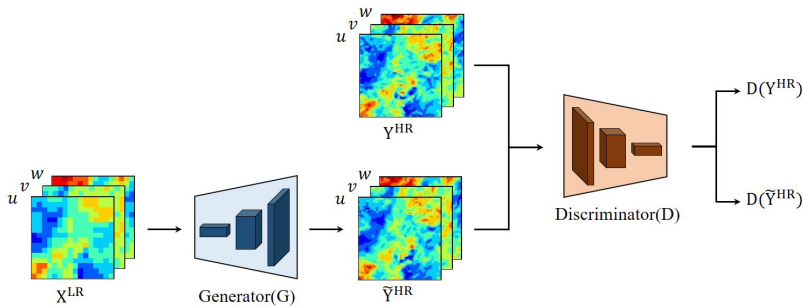 u v w
Y^HR
D(Y^HR)
u v w
D(Ỹ^HR)
Discriminator(D)
X^LR
Generator(G)
u v w
Ỹ^HR